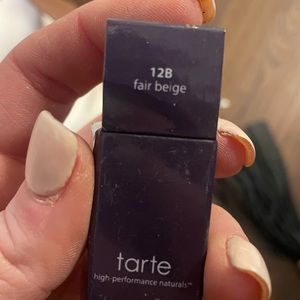 12B
fair beige
tarte
high-performance naturals™